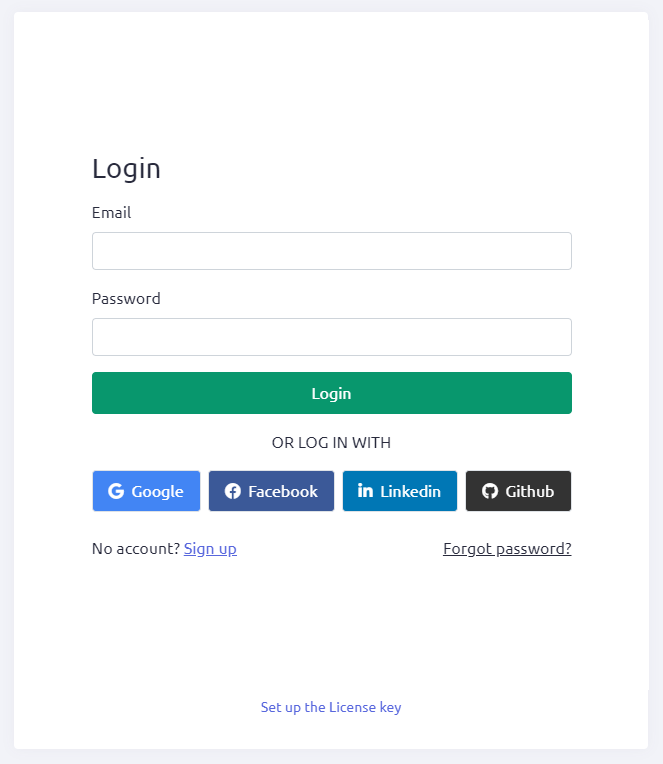 Login
Email
Password
Login
OR LOG IN WITH
Google Facebook Linkedin Github
No account? Sign up Forgot password?
Set up the License key